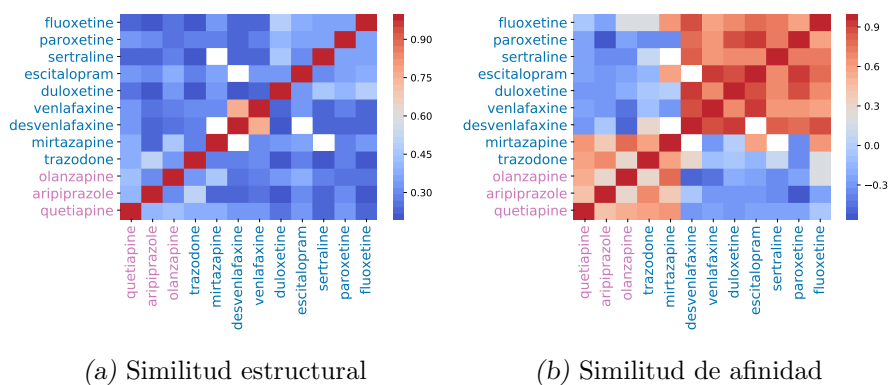 fluoxetine
paroxetine
sertraline
escitalopram
duloxetine
venlafaxine
desvenlafaxine
mirtazapine
trazodone
olanzapine
aripiprazole
quetiapine
quetiapine
aripiprazole
olanzapine
trazodone
mirtazapine
desvenlafaxine
venlafaxine
duloxetine
escitalopram
sertraline
paroxetine
fluoxetine
0.90
0.75
0.60
0.45
0.30
(a) Similitud estructural
fluoxetine
paroxetine
sertraline
escitalopram
duloxetine
venlafaxine
desvenlafaxine
mirtazapine
trazodone
olanzapine
aripiprazole
quetiapine
quetiapine
aripiprazole
olanzapine
trazodone
mirtazapine
desvenlafaxine
venlafaxine
duloxetine
escitalopram
sertraline
paroxetine
fluoxetine
0.9
0.6
0.3
0.0
−0.3
(b) Similitud de afinidad